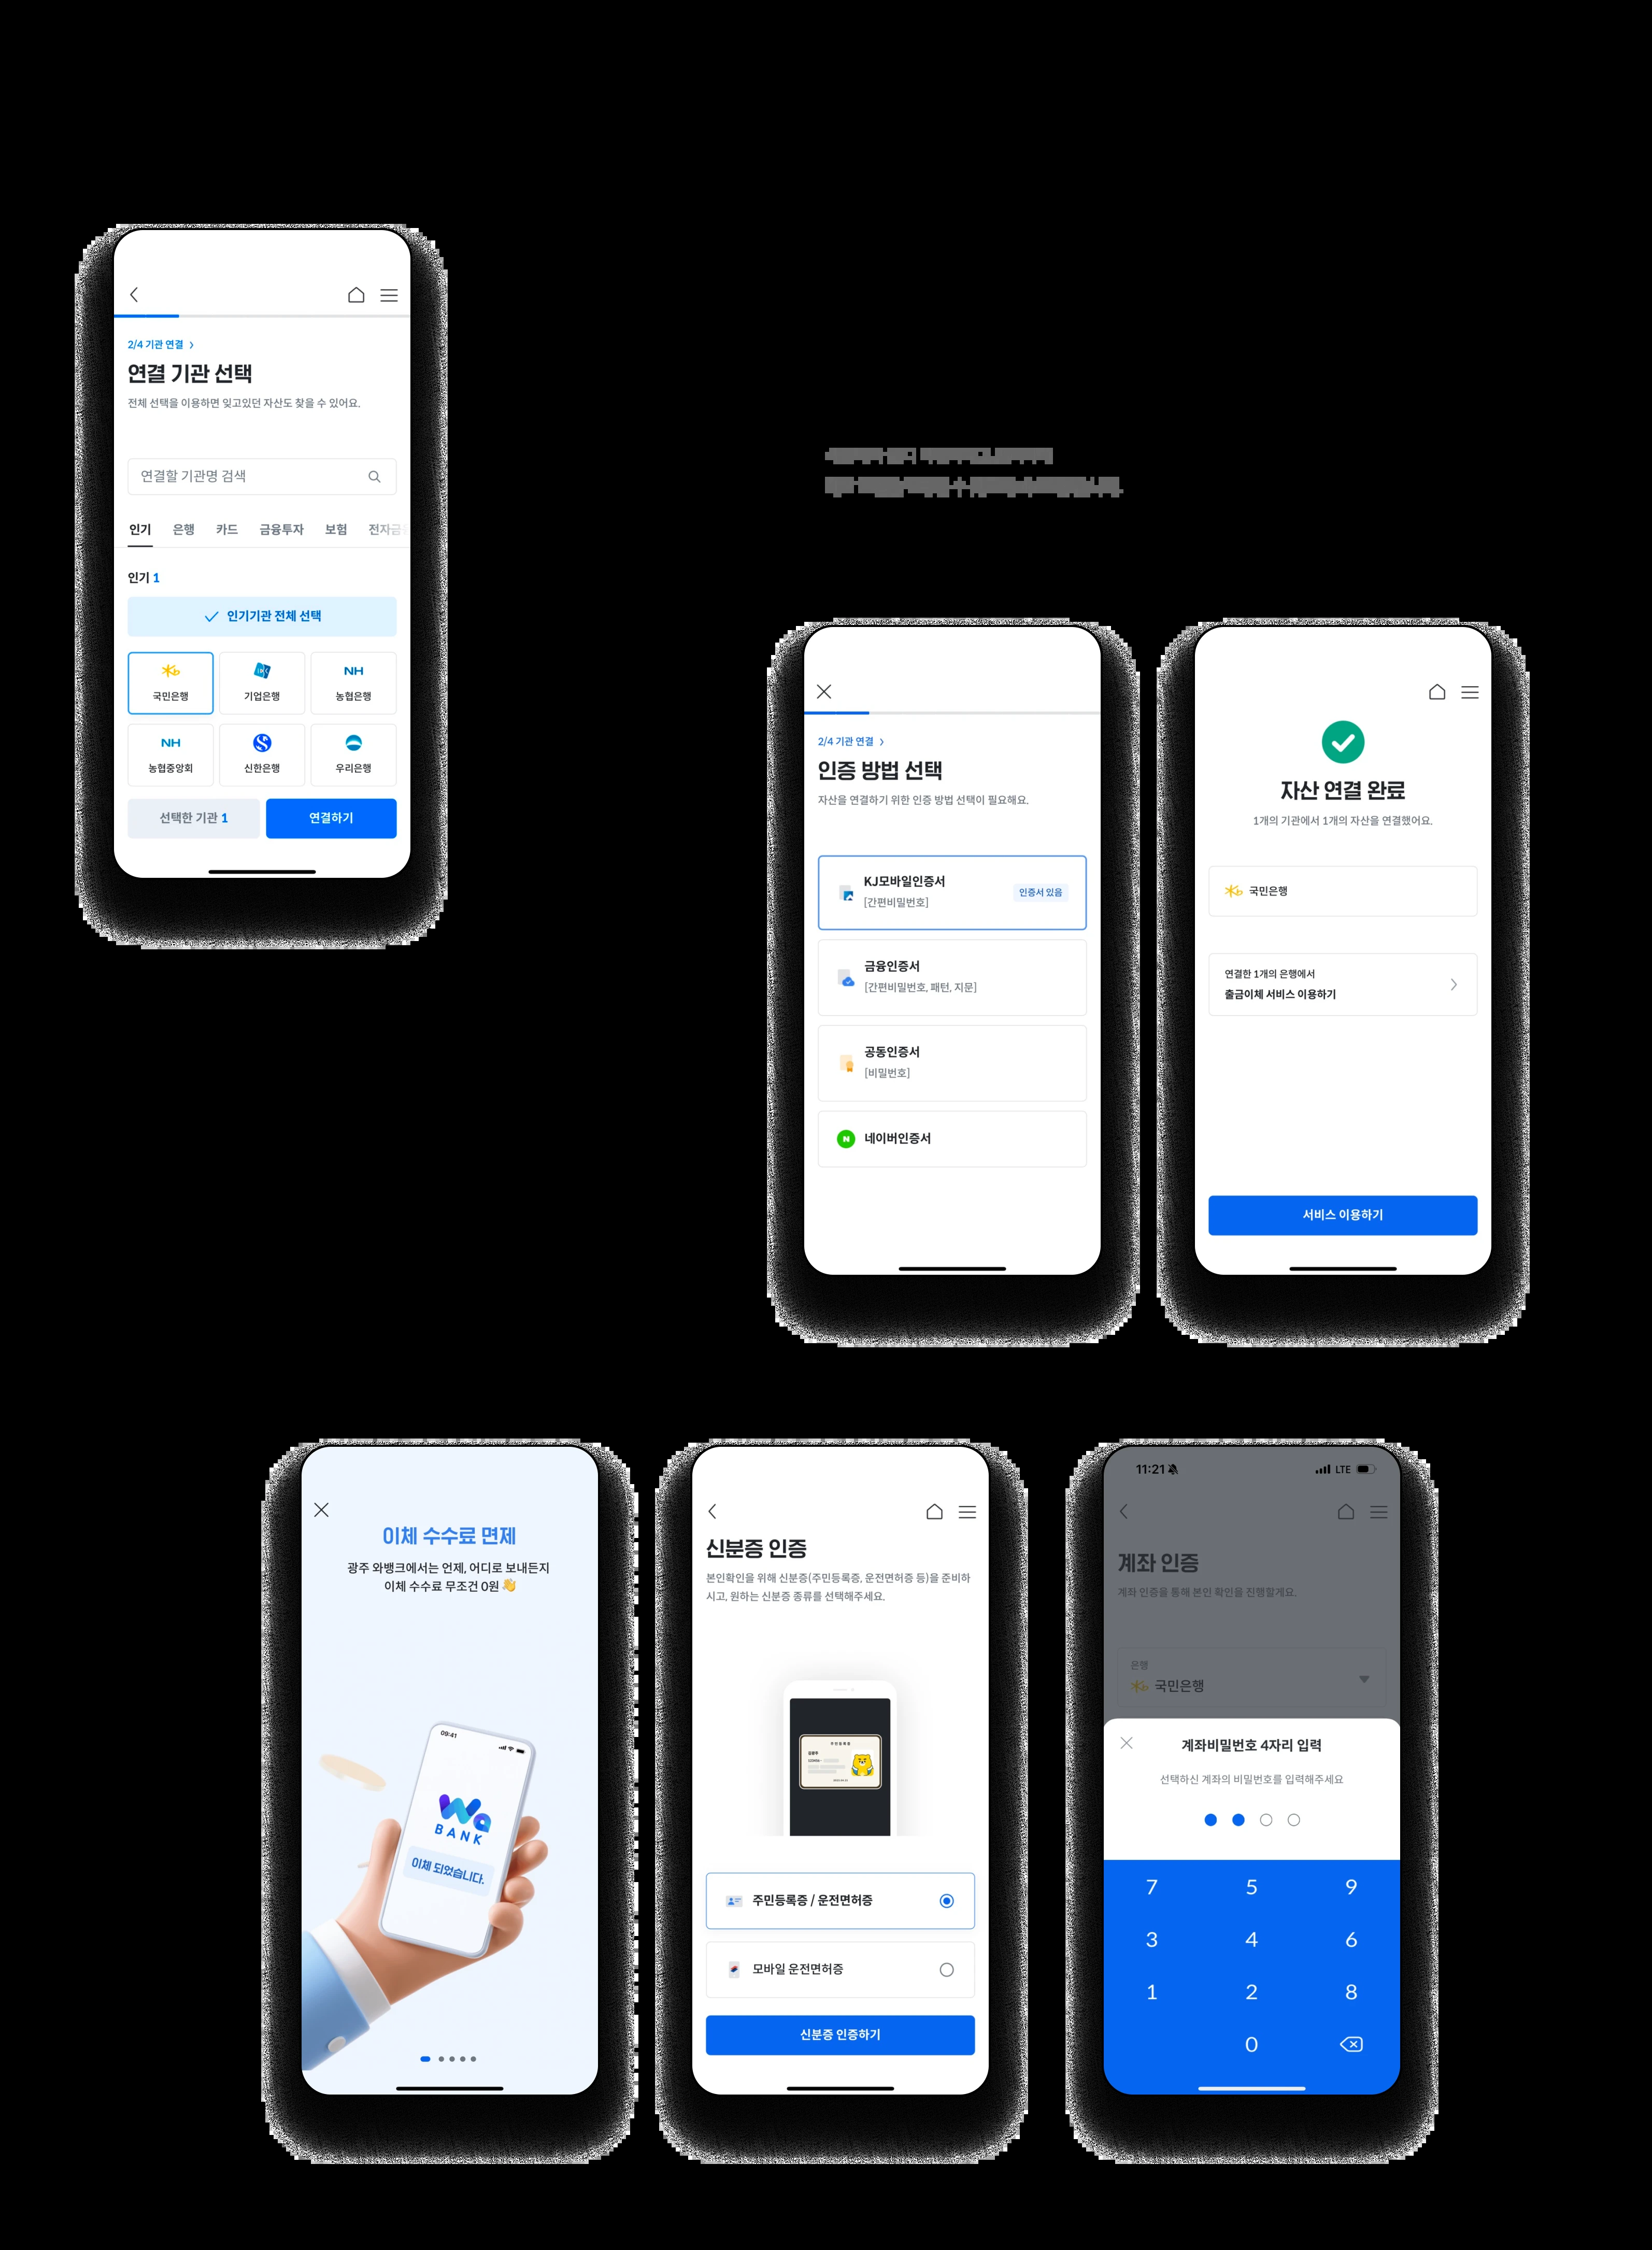 2/4 기관 연결
연결 기관 선택
전체 선택을 이용하면 잊고있던 자산도 찾을 수 있어요.
연결할 기관명 검색
인기 은행 카드 금융투자 보험 전자금
인기 1
인기기관 전체 선택
국민은행 기업은행 농협은행
NH
NH
농협중앙회 신한은행 우리은행
선택한 기관 1 연결하기
2/4 기관 연결
인증 방법 선택
자산을 연결하기 위한 인증 방법 선택이 필요해요.
KJ모바일인증서
[간편비밀번호]
인증서 있음
금융인증서
[간편비밀번호, 패턴, 지문]
공동인증서
[비밀번호]
N 네이버인증서
자산 연결 완료
1개의 기관에서 1개의 자산을 연결했어요.
국민은행
연결한 1개의 은행에서
출금이체 서비스 이용하기
서비스 이용하기
이체 수수료 면제
광주 와뱅크에서는 언제, 어디로 보내든지
이체 수수료 무조건 0원 👋
09:41
Wa
BANK
이체 되었습니다.
신분증 인증
본인확인을 위해 신분증(주민등록증, 운전면허증 등)을 준비하
시고, 원하는 신분증 종류를 선택해주세요.
주민등록증
주민등록증 / 운전면허증
모바일 운전면허증
신분증 인증하기
11:21 LTE
계좌 인증
계좌 인증을 통해 본인 확인을 진행할게요.
은행
국민은행
계좌비밀번호 4자리 입력
선택하신 계좌의 비밀번호를 입력해주세요
7 5 9
3 4 6
1 2 8
0